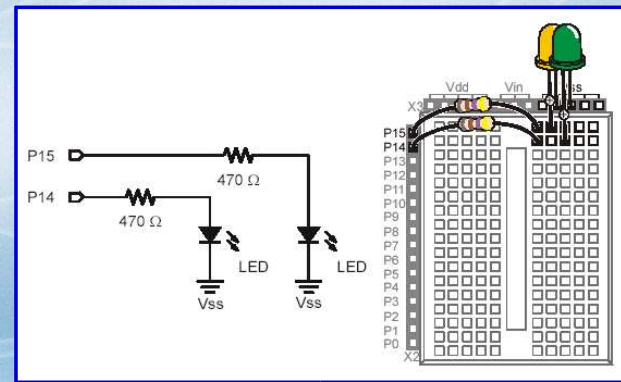 P15
470 Ω
P14
470 Ω
LED
LED
Vss
Vss
Vdd
Vin
X3
P15
P14
P13
P12
P11
P10
P9
P8
P7
P6
P5
P4
P3
P2
P1
P0
X2